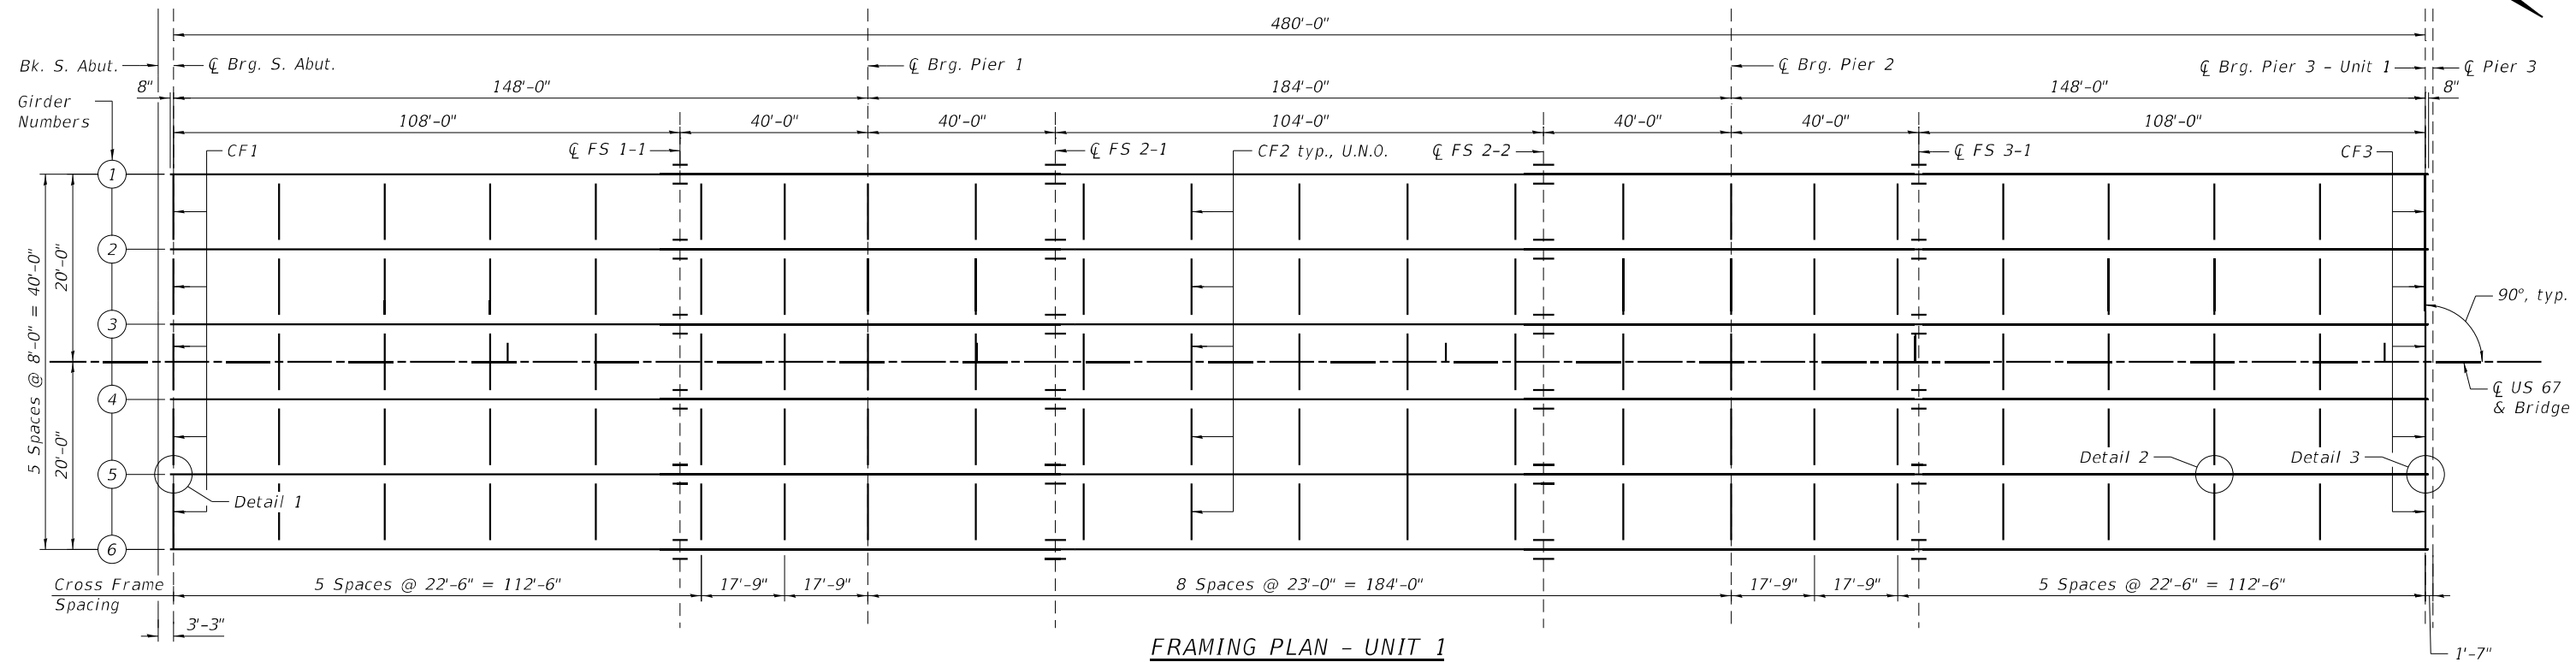 480'-0"
Bk. S. Abut.
℄ Brg. S. Abut.
℄ Brg. Pier 1
℄ Brg. Pier 2
℄ Brg. Pier 3 - Unit 1
℄ Pier 3
8"
148'-0"
184'-0"
148'-0"
8"
Girder
Numbers
108'-0"
40'-0"
40'-0"
104'-0"
40'-0"
40'-0"
108'-0"
CF1
℄ FS 1-1
℄ FS 2-1
CF2 typ., U.N.O.
℄ FS 2-2
℄ FS 3-1
CF3
1
2
3
4
5
6
5 Spaces @ 8'-0" = 40'-0"
20'-0"
20'-0"
90°, typ.
℄ US 67
& Bridge
Detail 1
Detail 2
Detail 3
Cross Frame
Spacing
5 Spaces @ 22'-6" = 112'-6"
17'-9"
17'-9"
8 Spaces @ 23'-0" = 184'-0"
17'-9"
17'-9"
5 Spaces @ 22'-6" = 112'-6"
3'-3"
1'-7"
FRAMING PLAN - UNIT 1